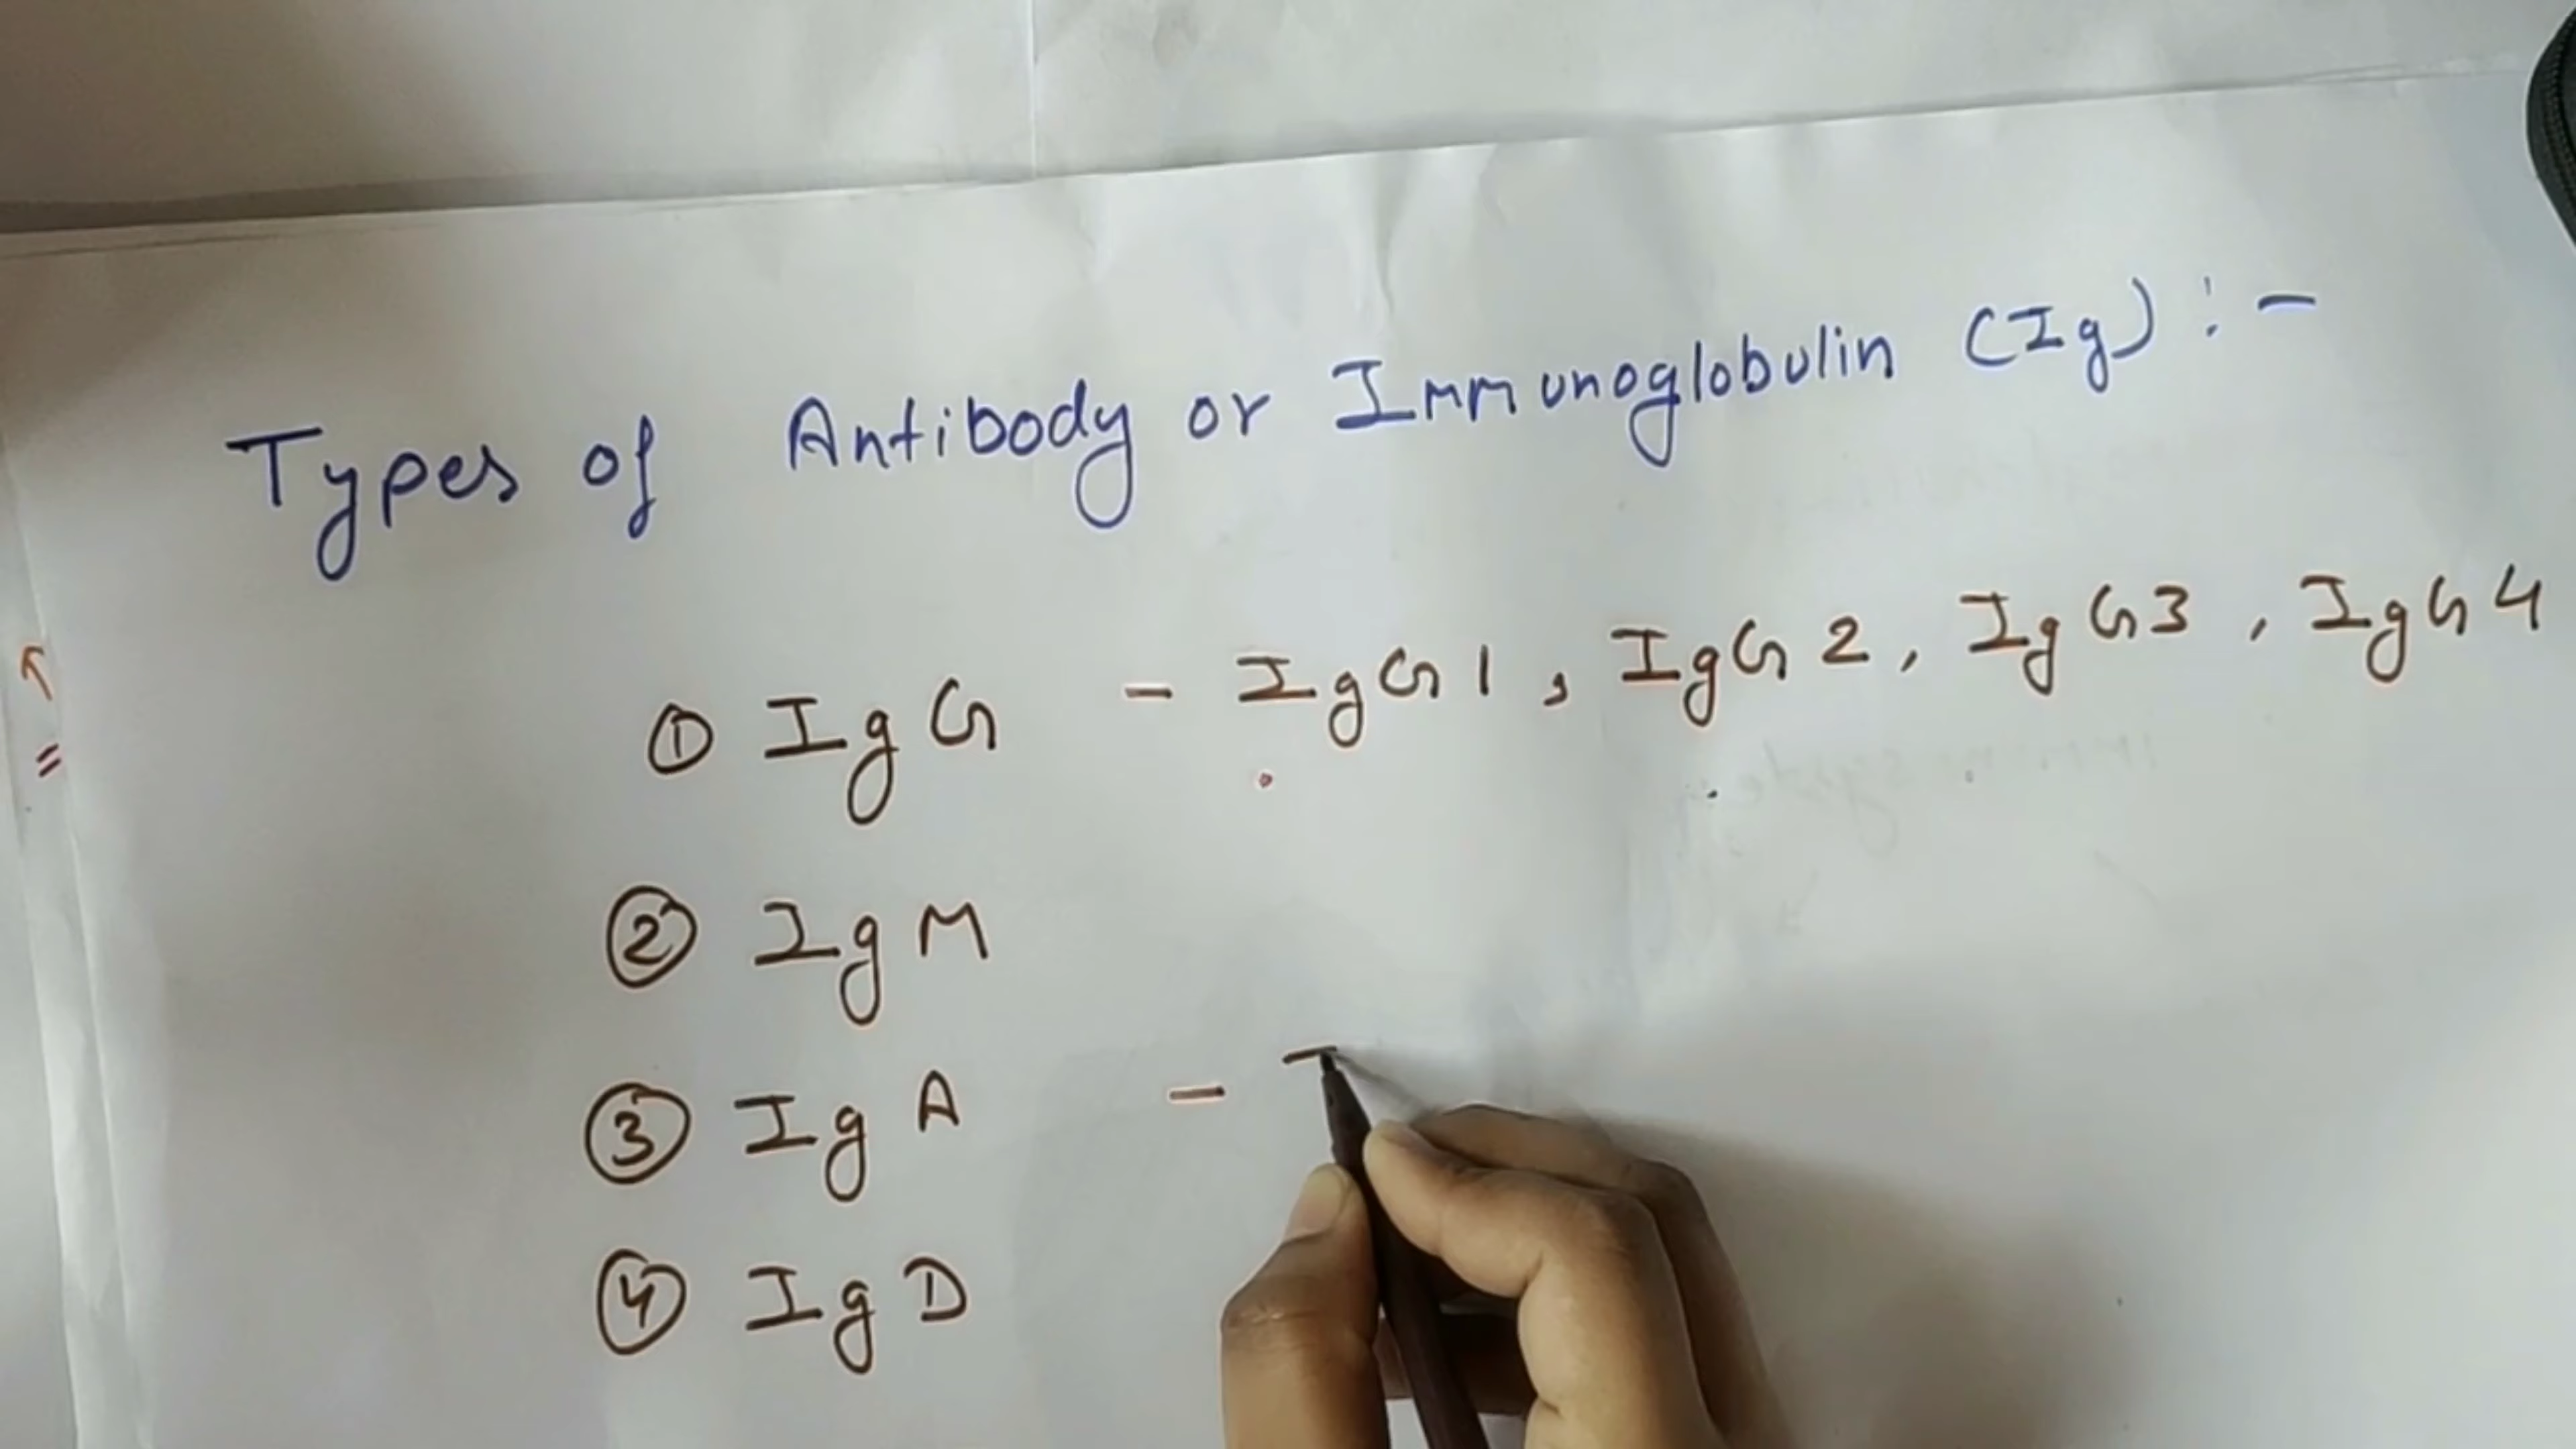 Types of Antibody or Immunoglobulin (Ig) : -
① IgG - IgG1, IgG2, IgG3, IgG4
② IgM
③ IgA -
④ IgD